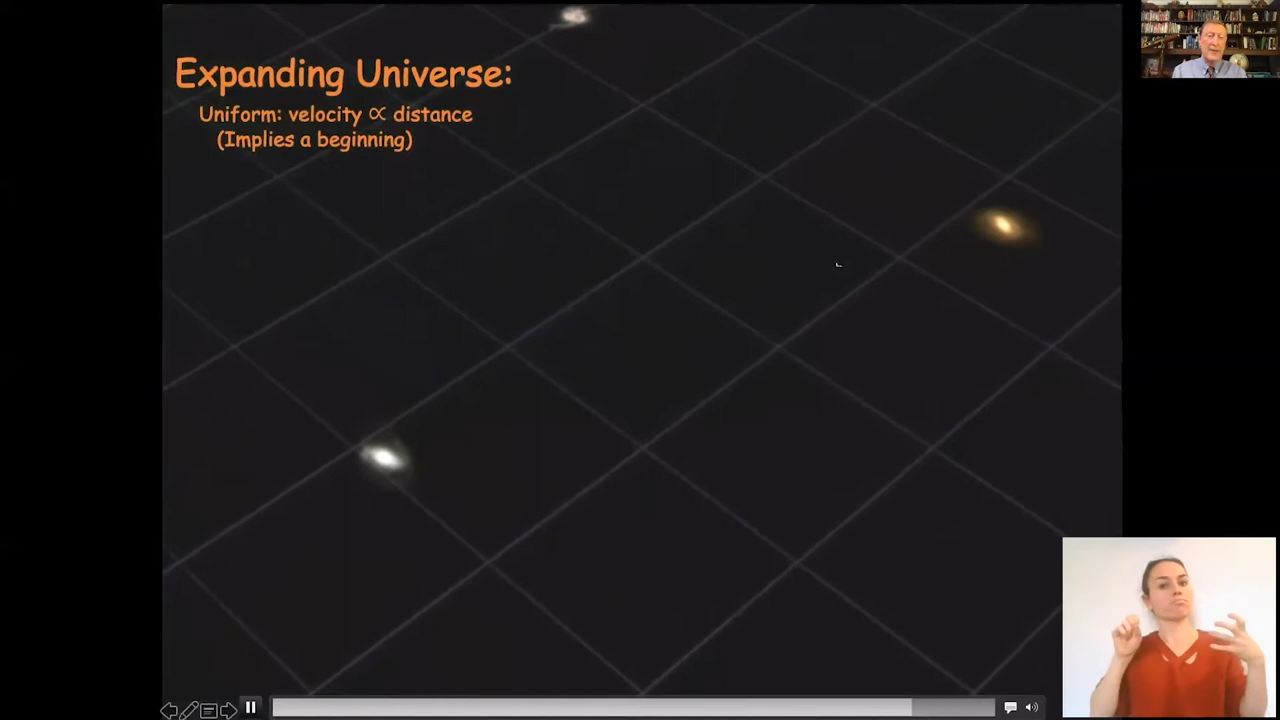 Expanding Universe:
Uniform: velocity ∝ distance
(Implies a beginning)